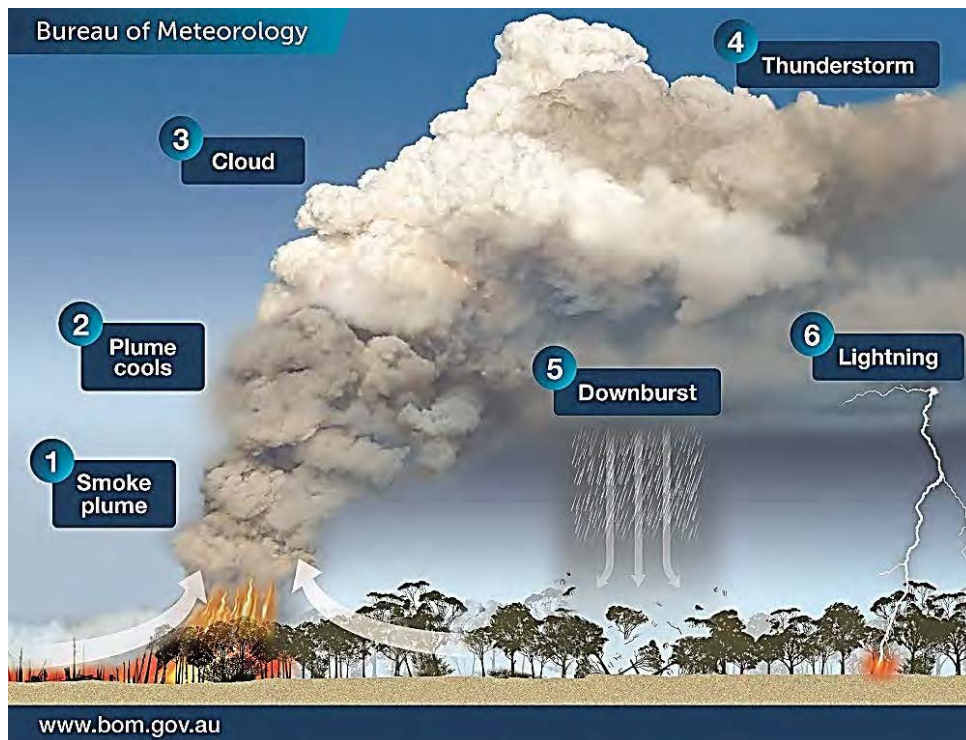 Bureau of Meteorology
4
Thunderstorm
3
Cloud
2
Plume
cools
6
Lightning
5
Downburst
1
Smoke
plume
www.bom.gov.au